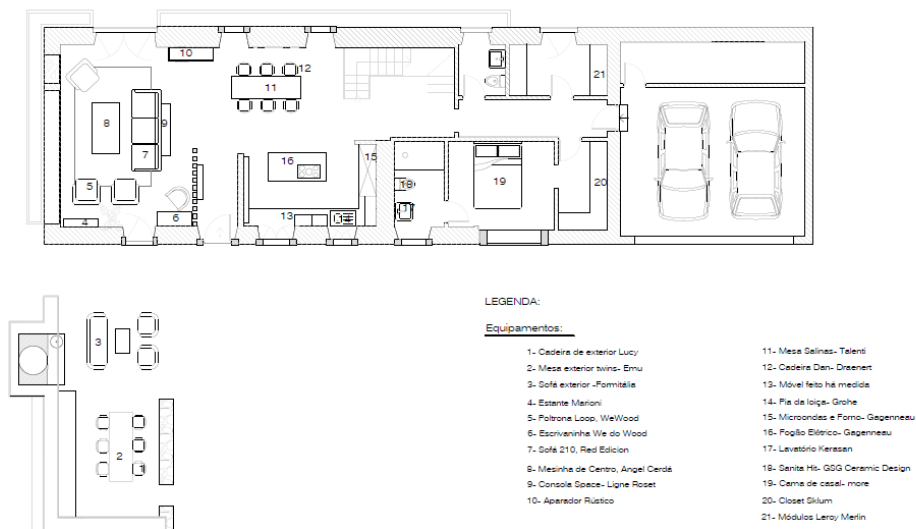 10
12
11
21
8
9
7
16
15
18
17
19
20
5
4
6
13
14
3
2
1
LEGENDA:
Equipamentos:
1- Cadeira de exterior Lucy
2- Mesa exterior twins- Emu
3- Sofá exterior -Formitália
4- Estante Marioni
5- Poltrona Loop, WeWood
6- Escrivaninha We do Wood
7- Sofá 210, Red Edicion
8- Mesinha de Centro, Angel Cerdá
9- Consola Space- Ligne Roset
10- Aparador Rústico
11- Mesa Salinas- Talenti
12- Cadeira Dan- Draenert
13- Móvel feito há medida
14- Pia da loiça- Grohe
15- Microondas e Forno- Gagenneau
16- Fogão Elétrico- Gagenneau
17- Lavatório Kerasan
18- Sanita Hit- GSG Ceramic Design
19- Cama de casal- more
20- Closet Sklum
21- Módulos Leroy Merlin